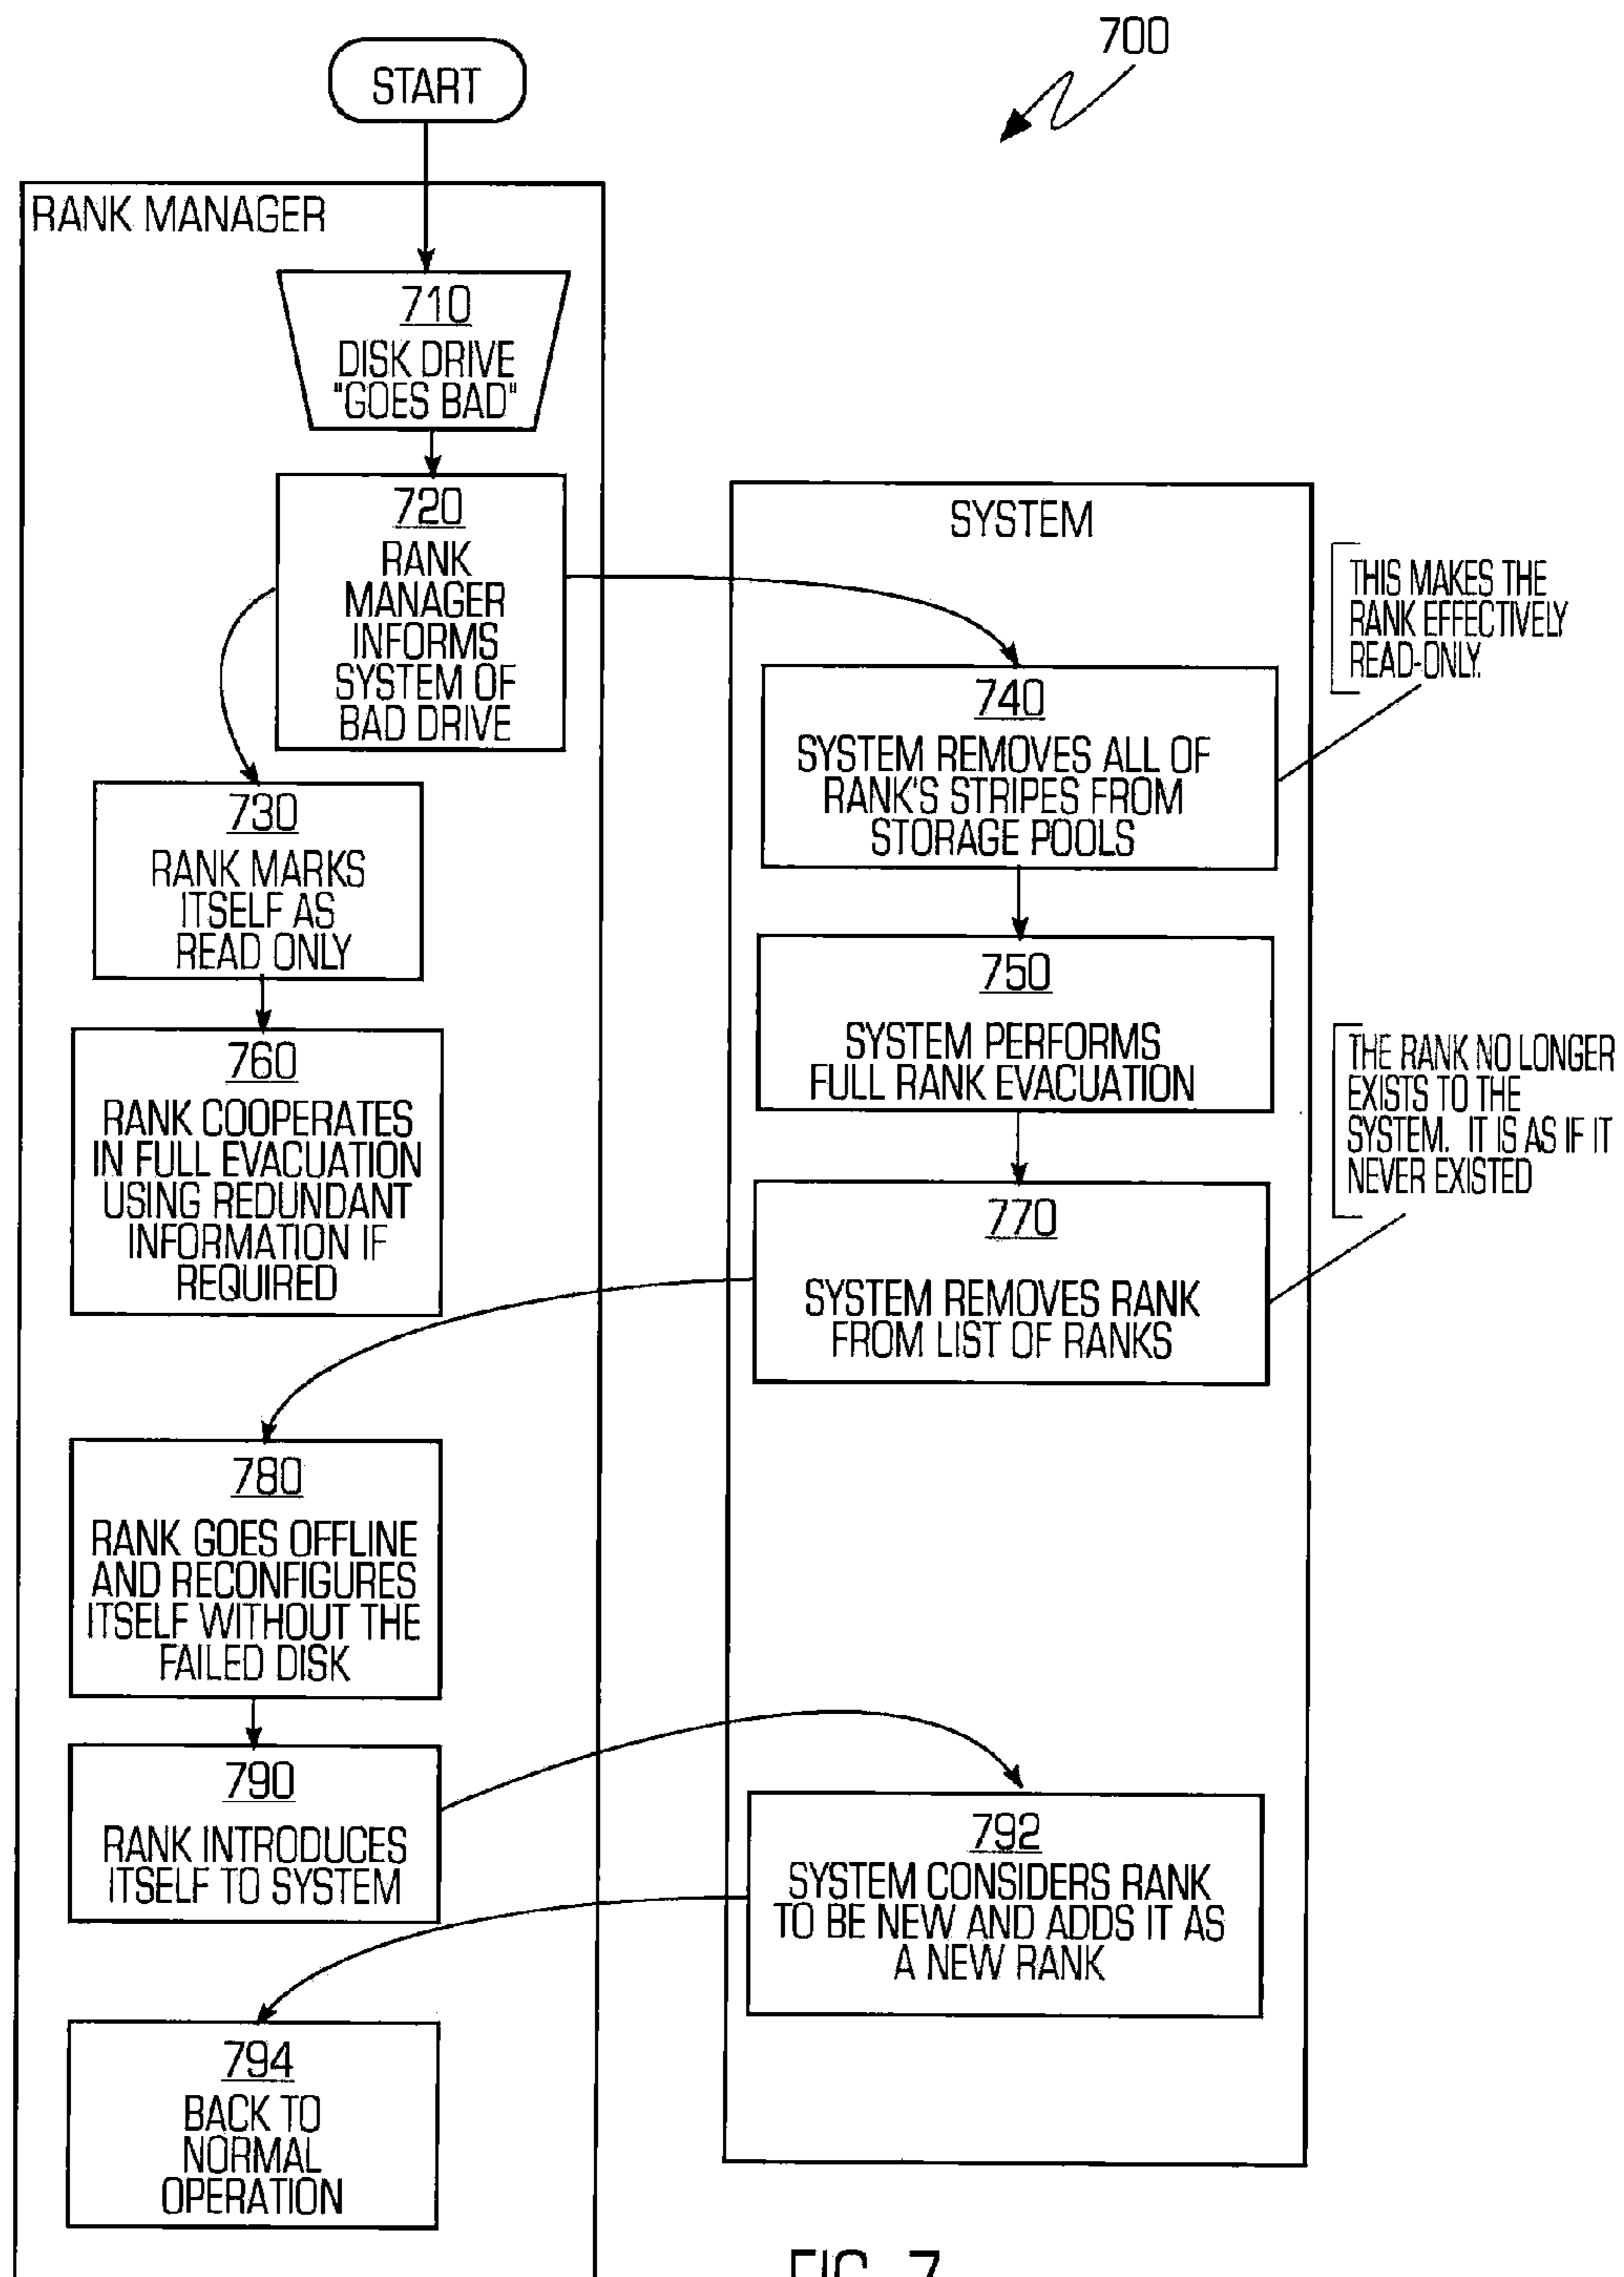 700
START
RANK MANAGER
710
DISK DRIVE
"GOES BAD"
720
RANK
MANAGER
INFORMS
SYSTEM OF
BAD DRIVE
SYSTEM
THIS MAKES THE
RANK EFFECTIVELY
READ-ONLY.
740
SYSTEM REMOVES ALL OF
RANK'S STRIPES FROM
STORAGE POOLS
730
RANK MARKS
ITSELF AS
READ ONLY
750
SYSTEM PERFORMS
FULL RANK EVACUATION
760
RANK COOPERATES
IN FULL EVACUATION
USING REDUNDANT
INFORMATION IF
REQUIRED
THE RANK NO LONGER
EXISTS TO THE
SYSTEM. IT IS AS IF IT
NEVER EXISTED
770
SYSTEM REMOVES RANK
FROM LIST OF RANKS
780
RANK GOES OFFLINE
AND RECONFIGURES
ITSELF WITHOUT THE
FAILED DISK
790
RANK INTRODUCES
ITSELF TO SYSTEM
792
SYSTEM CONSIDERS RANK
TO BE NEW AND ADDS IT AS
A NEW RANK
794
BACK TO
NORMAL
OPERATION
FIG. 7